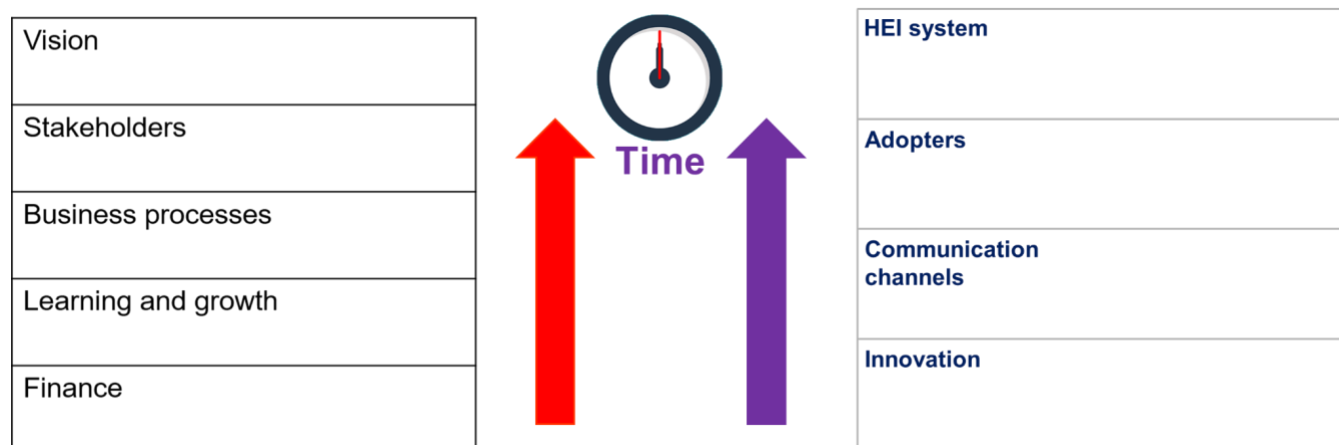 Vision
Stakeholders
Business processes
Learning and growth
Finance
Time
HEI system
Adopters
Communication
channels
Innovation